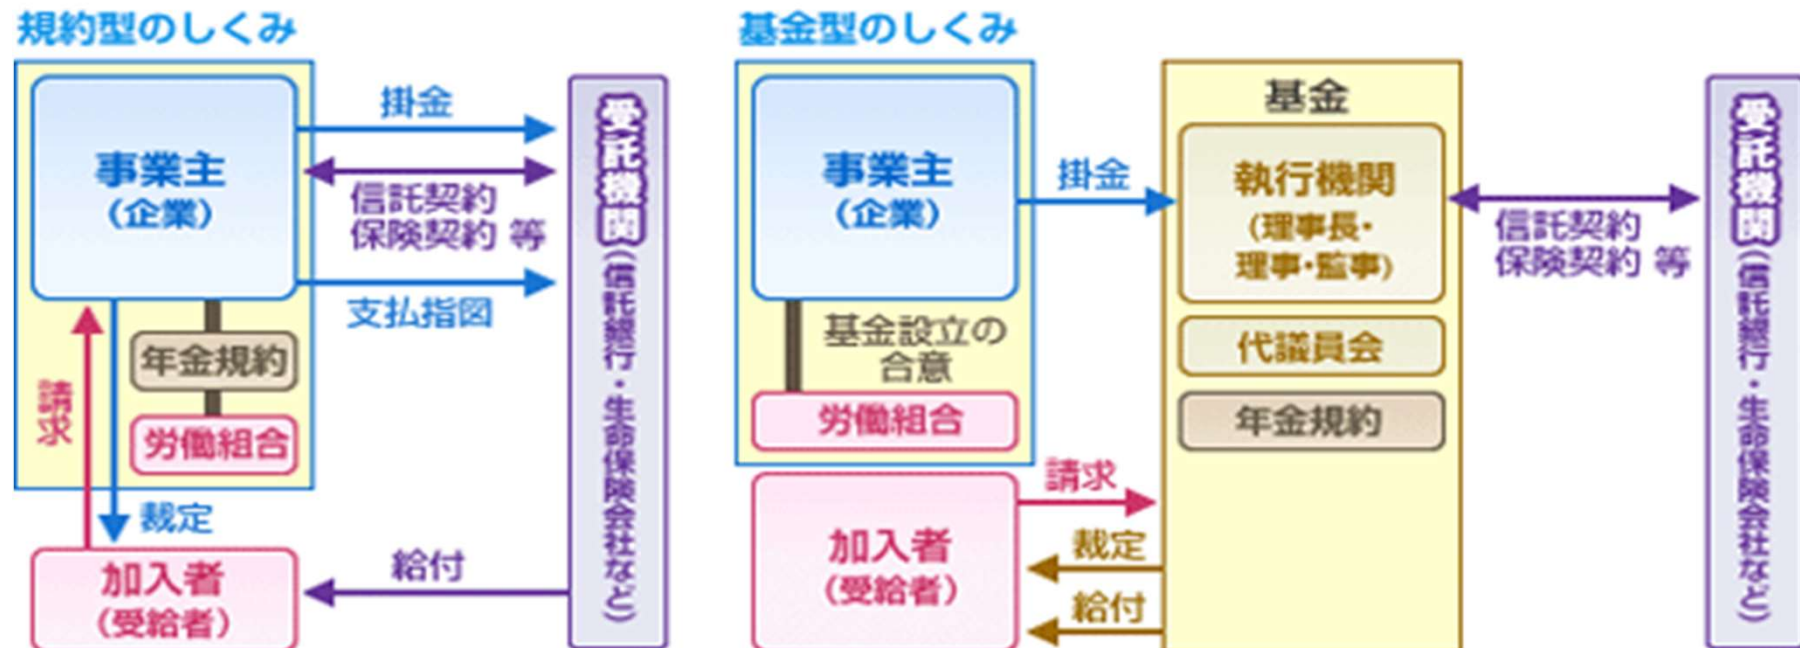 規約型のしくみ
事業主
（企業）
掛金
信託契約
保険契約 等
支払指図
年金規約
労働組合
請求
裁定
加入者
（受給者）
給付
受託機関（信託銀行・生命保険会社など）
基金型のしくみ
事業主
（企業）
基金設立の
合意
労働組合
掛金
基金
執行機関
（理事長・
理事・監事）
代議員会
年金規約
信託契約
保険契約 等
加入者
（受給者）
請求
裁定
給付
受託機関（信託銀行・生命保険会社など）